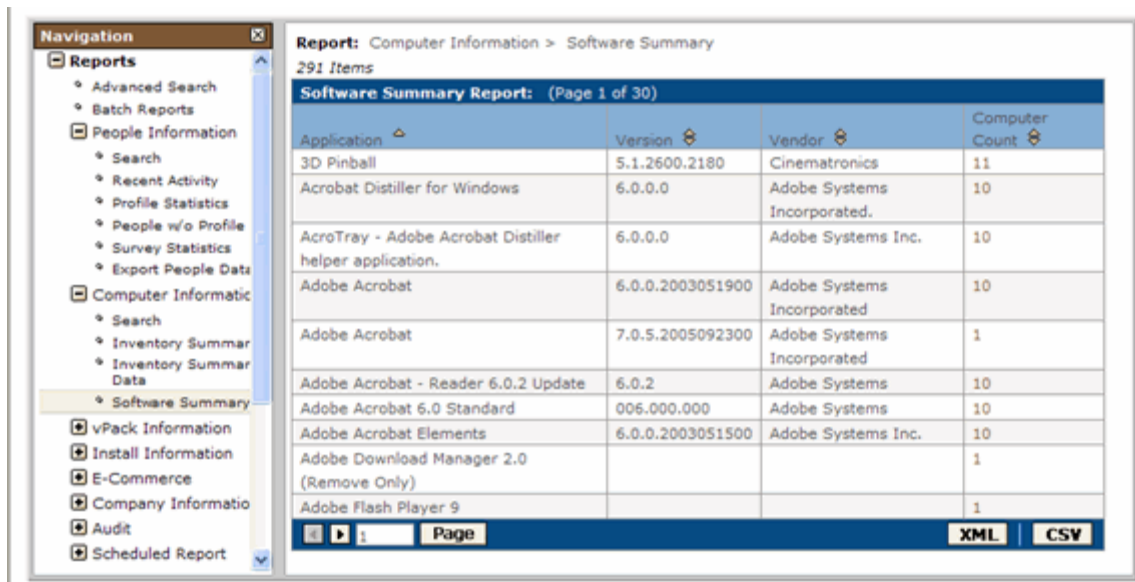 Navigation
Reports
Advanced Search
Batch Reports
People Information
Search
Recent Activity
Profile Statistics
People w/o Profile
Survey Statistics
Export People Data
Computer Informatic
Search
Inventory Summar
Inventory Summar
Data
Software Summary
vPack Information
Install Information
E-Commerce
Company Informatio
Audit
Scheduled Report
Report: Computer Information > Software Summary
291 Items
Software Summary Report: (Page 1 of 30)
Application Version Vendor Computer Count
3D Pinball 5.1.2600.2180 Cinematronics 11
Acrobat Distiller for Windows 6.0.0.0 Adobe Systems 10
Incorporated.
AcroTray - Adobe Acrobat Distiller 6.0.0.0 Adobe Systems Inc. 10
helper application.
Adobe Acrobat 6.0.0.2003051900 Adobe Systems 10
Incorporated
Adobe Acrobat 7.0.5.2005092300 Adobe Systems 1
Incorporated
Adobe Acrobat - Reader 6.0.2 Update 6.0.2 Adobe Systems 10
Adobe Acrobat 6.0 Standard 006.000.000 Adobe Systems 10
Adobe Acrobat Elements 6.0.0.2003051500 Adobe Systems Inc. 10
Adobe Download Manager 2.0 1
(Remove Only)
Adobe Flash Player 9 1
1 Page XML CSV